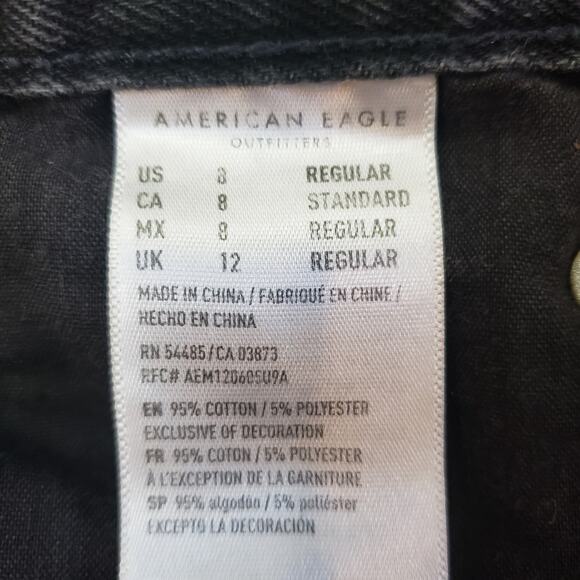 AMERICAN EAGLE
OUTFITTERS
US 8 REGULAR
CA 8 STANDARD
MX 8 REGULAR
UK 12 REGULAR
MADE IN CHINA / FABRIQUÉ EN CHINE /
HECHO EN CHINA
RN 54485/CA 03873
RFC# AEM120605U9A
EN 95% COTTON / 5% POLYESTER
EXCLUSIVE OF DECORATION
FR 95% COTON / 5% POLYESTER
À L'EXCEPTION DE LA GARNITURE
SP 95% algodón / 5% poliéster
EXCEPTO LA DECORACIÓN